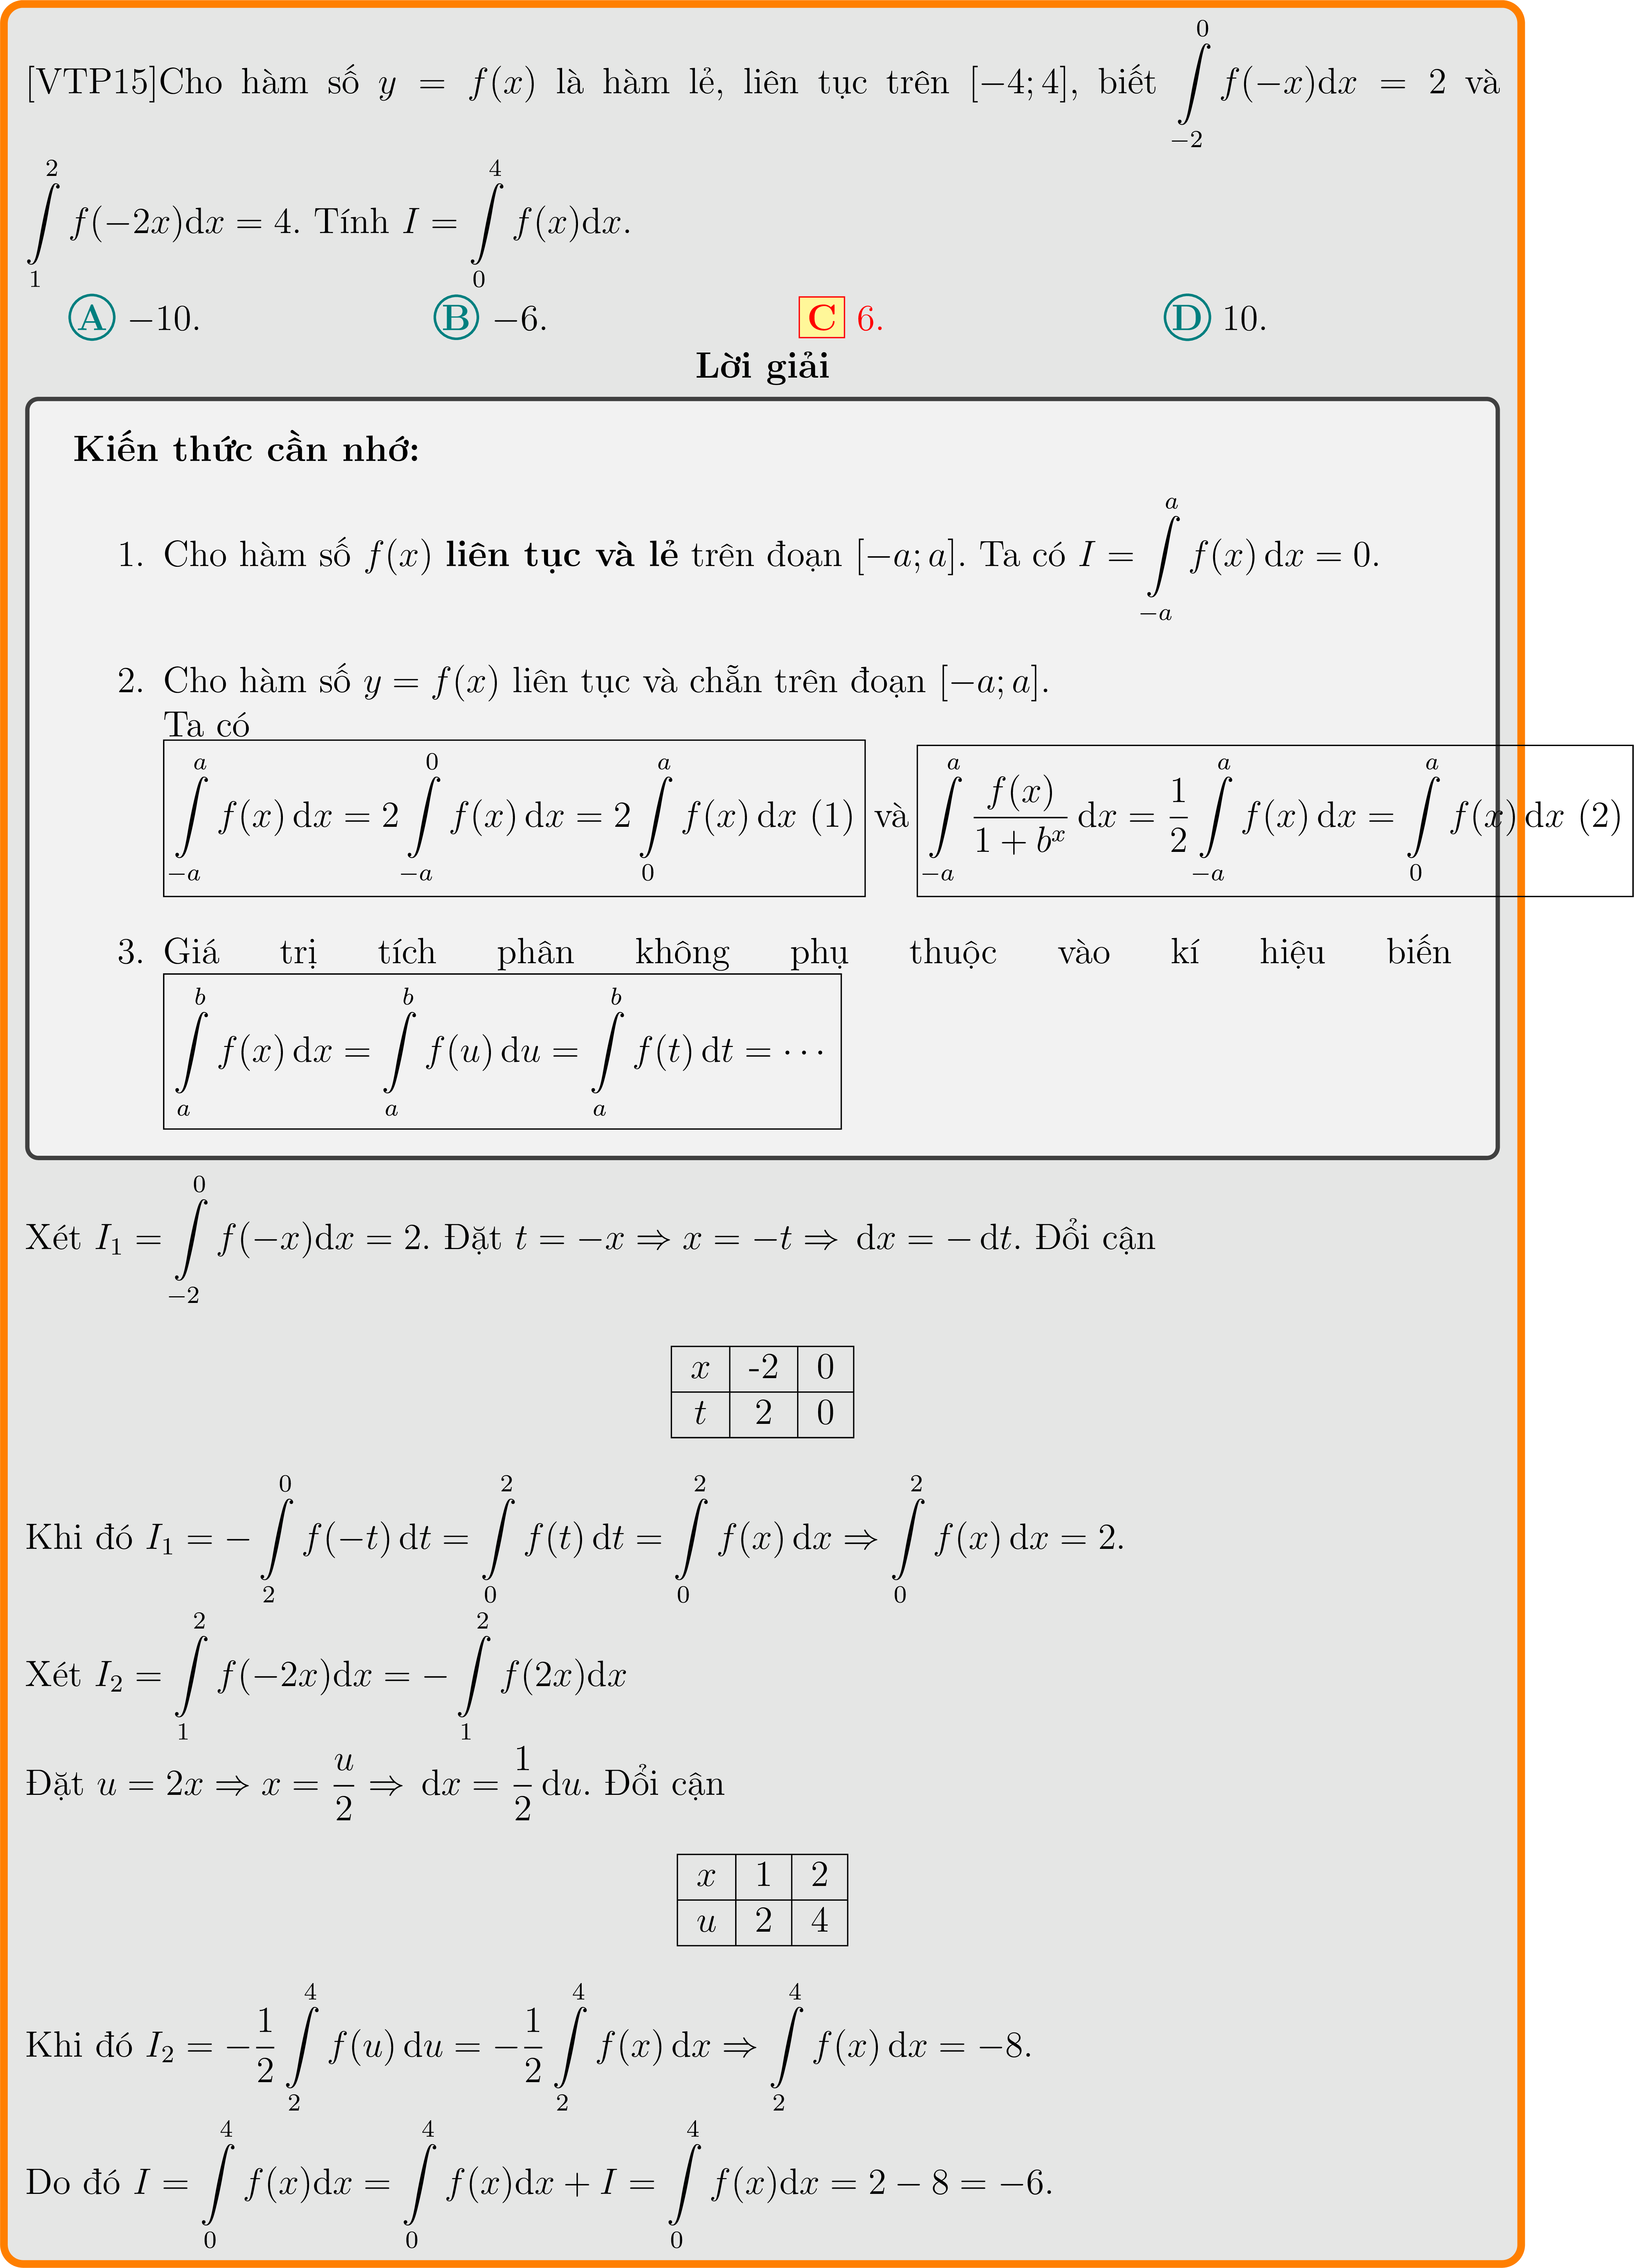 [VTP15]Cho hàm số $y = f(x)$ là hàm lẻ, liên tục trên $[-4; 4]$, biết $\int\limits_{-2}^{0} f(-x)\mathrm{d}x = 2$ và
$\int\limits_{1}^{2} f(-2x)\mathrm{d}x = 4$. Tính $I = \int\limits_{0}^{4} f(x)\mathrm{d}x$.
A −10. B −6. C 6. D 10.
Lời giải
Kiến thức cần nhớ:
1. Cho hàm số $f(x)$ liên tục và lẻ trên đoạn $[-a; a]$. Ta có $I = \int\limits_{-a}^{a} f(x)\,\mathrm{d}x = 0$.
2. Cho hàm số $y = f(x)$ liên tục và chẵn trên đoạn $[-a; a]$.
Ta có
$\int\limits_{-a}^{a} f(x)\,\mathrm{d}x = 2\int\limits_{-a}^{0} f(x)\,\mathrm{d}x = 2\int\limits_{0}^{a} f(x)\,\mathrm{d}x$ (1) và $\int\limits_{-a}^{a} \frac{f(x)}{1+b^x}\,\mathrm{d}x = \frac{1}{2}\int\limits_{-a}^{a} f(x)\,\mathrm{d}x = \int\limits_{0}^{a} f(x)\,\mathrm{d}x$ (2)
3. Giá trị tích phân không phụ thuộc vào kí hiệu biến
$\int\limits_{a}^{b} f(x)\,\mathrm{d}x = \int\limits_{a}^{b} f(u)\,\mathrm{d}u = \int\limits_{a}^{b} f(t)\,\mathrm{d}t = \cdots$
Xét $I_1 = \int\limits_{-2}^{0} f(-x)\mathrm{d}x = 2$. Đặt $t = -x \Rightarrow x = -t \Rightarrow \mathrm{d}x = -\,\mathrm{d}t$. Đổi cận
x -2 0
t 2 0
Khi đó $I_1 = -\int\limits_{2}^{0} f(-t)\,\mathrm{d}t = \int\limits_{0}^{2} f(t)\,\mathrm{d}t = \int\limits_{0}^{2} f(x)\,\mathrm{d}x \Rightarrow \int\limits_{0}^{2} f(x)\,\mathrm{d}x = 2$.
Xét $I_2 = \int\limits_{1}^{2} f(-2x)\mathrm{d}x = -\int\limits_{1}^{2} f(2x)\mathrm{d}x$
Đặt $u = 2x \Rightarrow x = \frac{u}{2} \Rightarrow \mathrm{d}x = \frac{1}{2}\,\mathrm{d}u$. Đổi cận
x 1 2
u 2 4
Khi đó $I_2 = -\frac{1}{2}\int\limits_{2}^{4} f(u)\,\mathrm{d}u = -\frac{1}{2}\int\limits_{2}^{4} f(x)\,\mathrm{d}x \Rightarrow \int\limits_{2}^{4} f(x)\,\mathrm{d}x = -8$.
Do đó $I = \int\limits_{0}^{4} f(x)\mathrm{d}x = \int\limits_{0}^{4} f(x)\mathrm{d}x + I = \int\limits_{0}^{4} f(x)\mathrm{d}x = 2 - 8 = -6$.